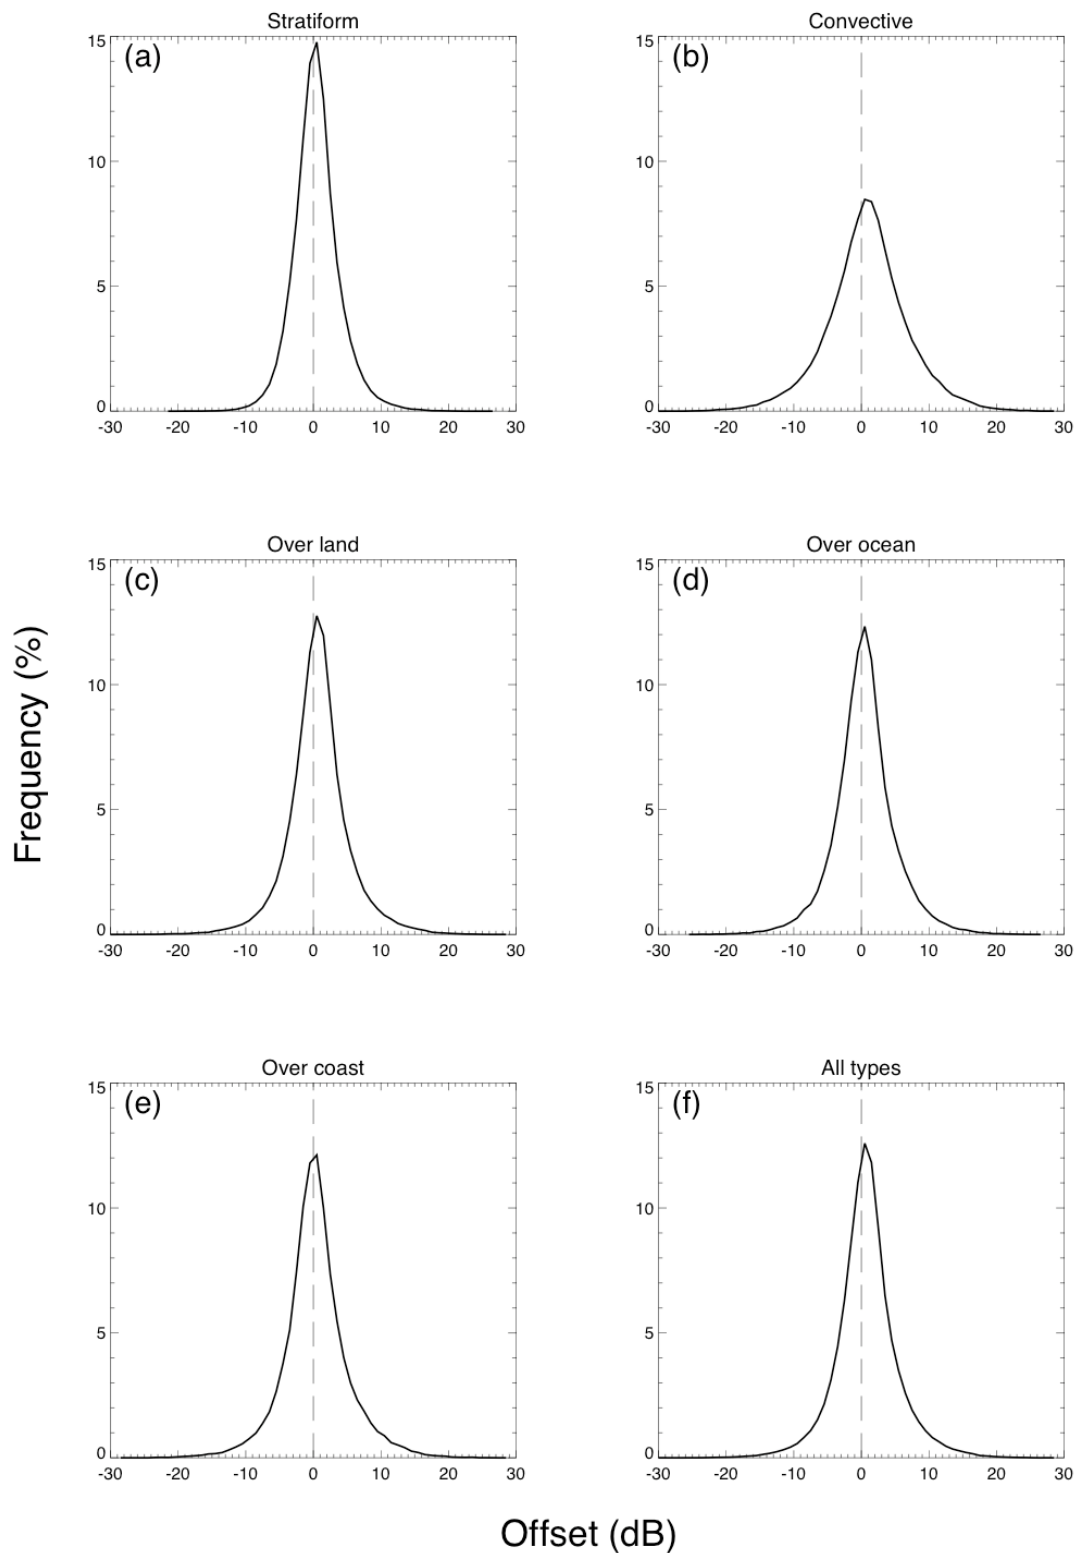 Stratiform
(a)
15
10
5
0
-30 -20 -10 0 10 20 30
Convective
(b)
15
10
5
0
-30 -20 -10 0 10 20 30
Over land
(c)
15
10
5
0
-30 -20 -10 0 10 20 30
Over ocean
(d)
15
10
5
0
-30 -20 -10 0 10 20 30
Frequency (%)
Over coast
(e)
15
10
5
0
-30 -20 -10 0 10 20 30
All types
(f)
15
10
5
0
-30 -20 -10 0 10 20 30
Offset (dB)